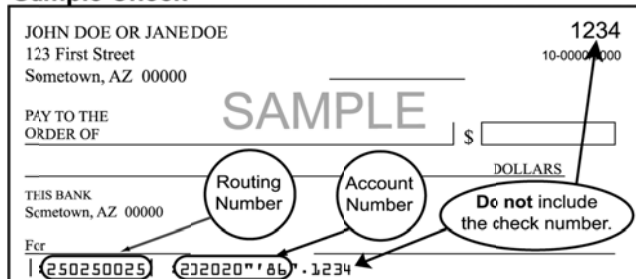 Sample Check
JOHN DOE OR JANE DOE
1234
123 First Street
Sometown, AZ 00000
SAMPLE
PAY TO THE
ORDER OF
$
DOLLARS
THIS BANK
Sometown, AZ 00000
Routing
Number
Account
Number
Do not include
the check number.
For
250250025
202020"'86".1234